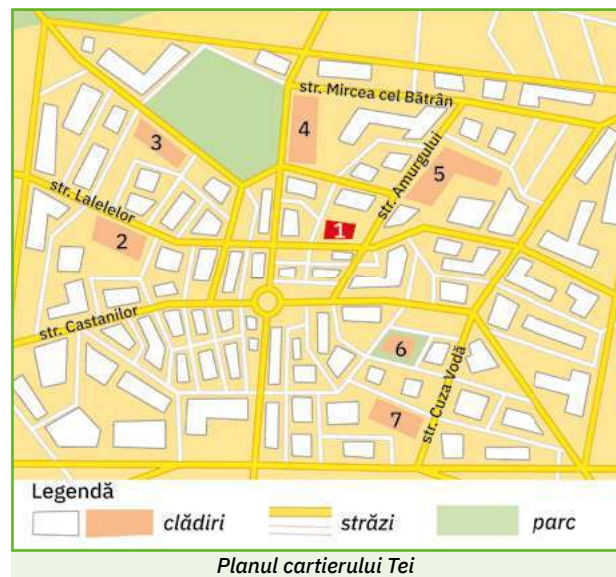 str. Mircea cel Bătrân
4
3
str. Amurgului
5
str. Lalelelor
1
2
str. Castanilor
6
str. Cuza Vodă
7
Legendă
clădiri
străzi
parc
Planul cartierului Tei